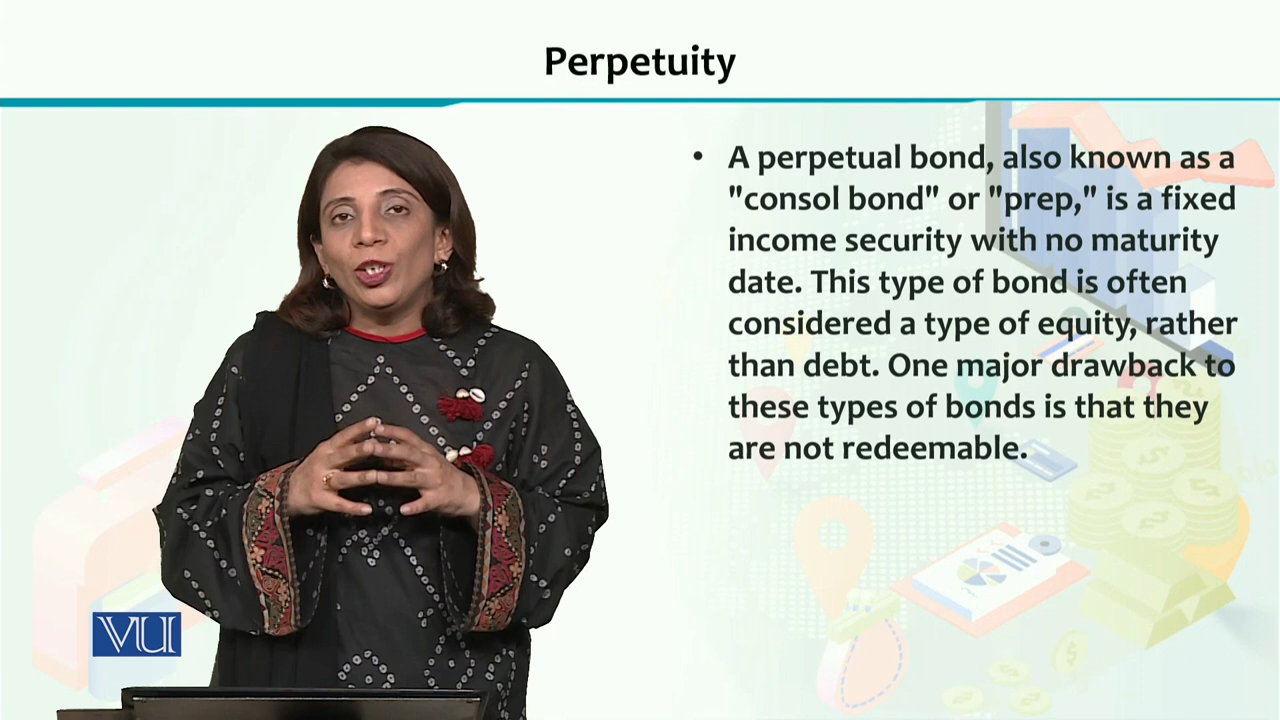 Perpetuity
• A perpetual bond, also known as a
"consol bond" or "prep," is a fixed
income security with no maturity
date. This type of bond is often
considered a type of equity, rather
than debt. One major drawback to
these types of bonds is that they
are not redeemable.
VU